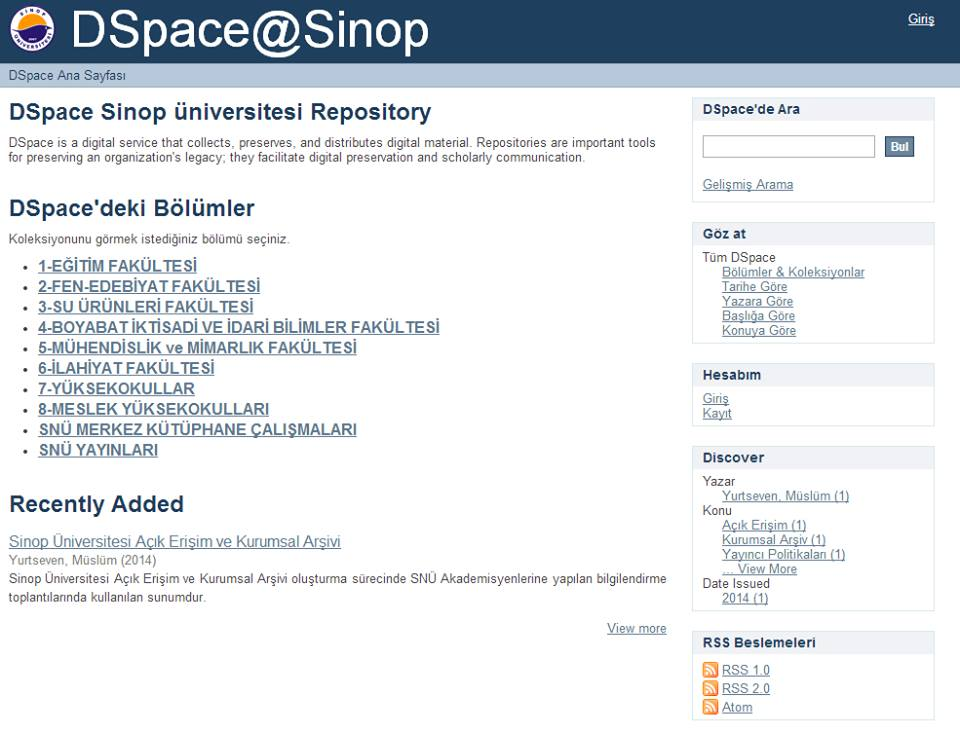 SİNOP ÜNİVERSİTESİ
DSpace@Sinop
Giriş
DSpace Ana Sayfası
DSpace Sinop üniversitesi Repository
DSpace is a digital service that collects, preserves, and distributes digital material. Repositories are important tools
for preserving an organization's legacy; they facilitate digital preservation and scholarly communication.
DSpace'deki Bölümler
Koleksiyonunu görmek istediğiniz bölümü seçiniz.
1-EĞİTİM FAKÜLTESİ
2-FEN-EDEBİYAT FAKÜLTESİ
3-SU ÜRÜNLERİ FAKÜLTESİ
4-BOYABAT İKTİSADİ VE İDARİ BİLİMLER FAKÜLTESİ
5-MÜHENDİSLİK ve MİMARLIK FAKÜLTESİ
6-İLAHİYAT FAKÜLTESİ
7-YÜKSEKOKULLAR
8-MESLEK YÜKSEKOKULLARI
SNÜ MERKEZ KÜTÜPHANE ÇALIŞMALARI
SNÜ YAYINLARI
Recently Added
Sinop Üniversitesi Açık Erişim ve Kurumsal Arşivi
Yurtseven, Müslüm (2014)
Sinop Üniversitesi Açık Erişim ve Kurumsal Arşivi oluşturma sürecinde SNÜ Akademisyenlerine yapılan bilgilendirme
toplantılarında kullanılan sunumdur.
View more
DSpace'de Ara
Bul
Gelişmiş Arama
Göz at
Tüm DSpace
Bölümler & Koleksiyonlar
Tarihe Göre
Yazara Göre
Başlığa Göre
Konuya Göre
Hesabım
Giriş
Kayıt
Discover
Yazar
Yurtseven, Müslüm (1)
Konu
Açık Erişim (1)
Kurumsal Arşiv (1)
Yayıncı Politikaları (1)
... View More
Date Issued
2014 (1)
RSS Beslemeleri
RSS 1.0
RSS 2.0
Atom